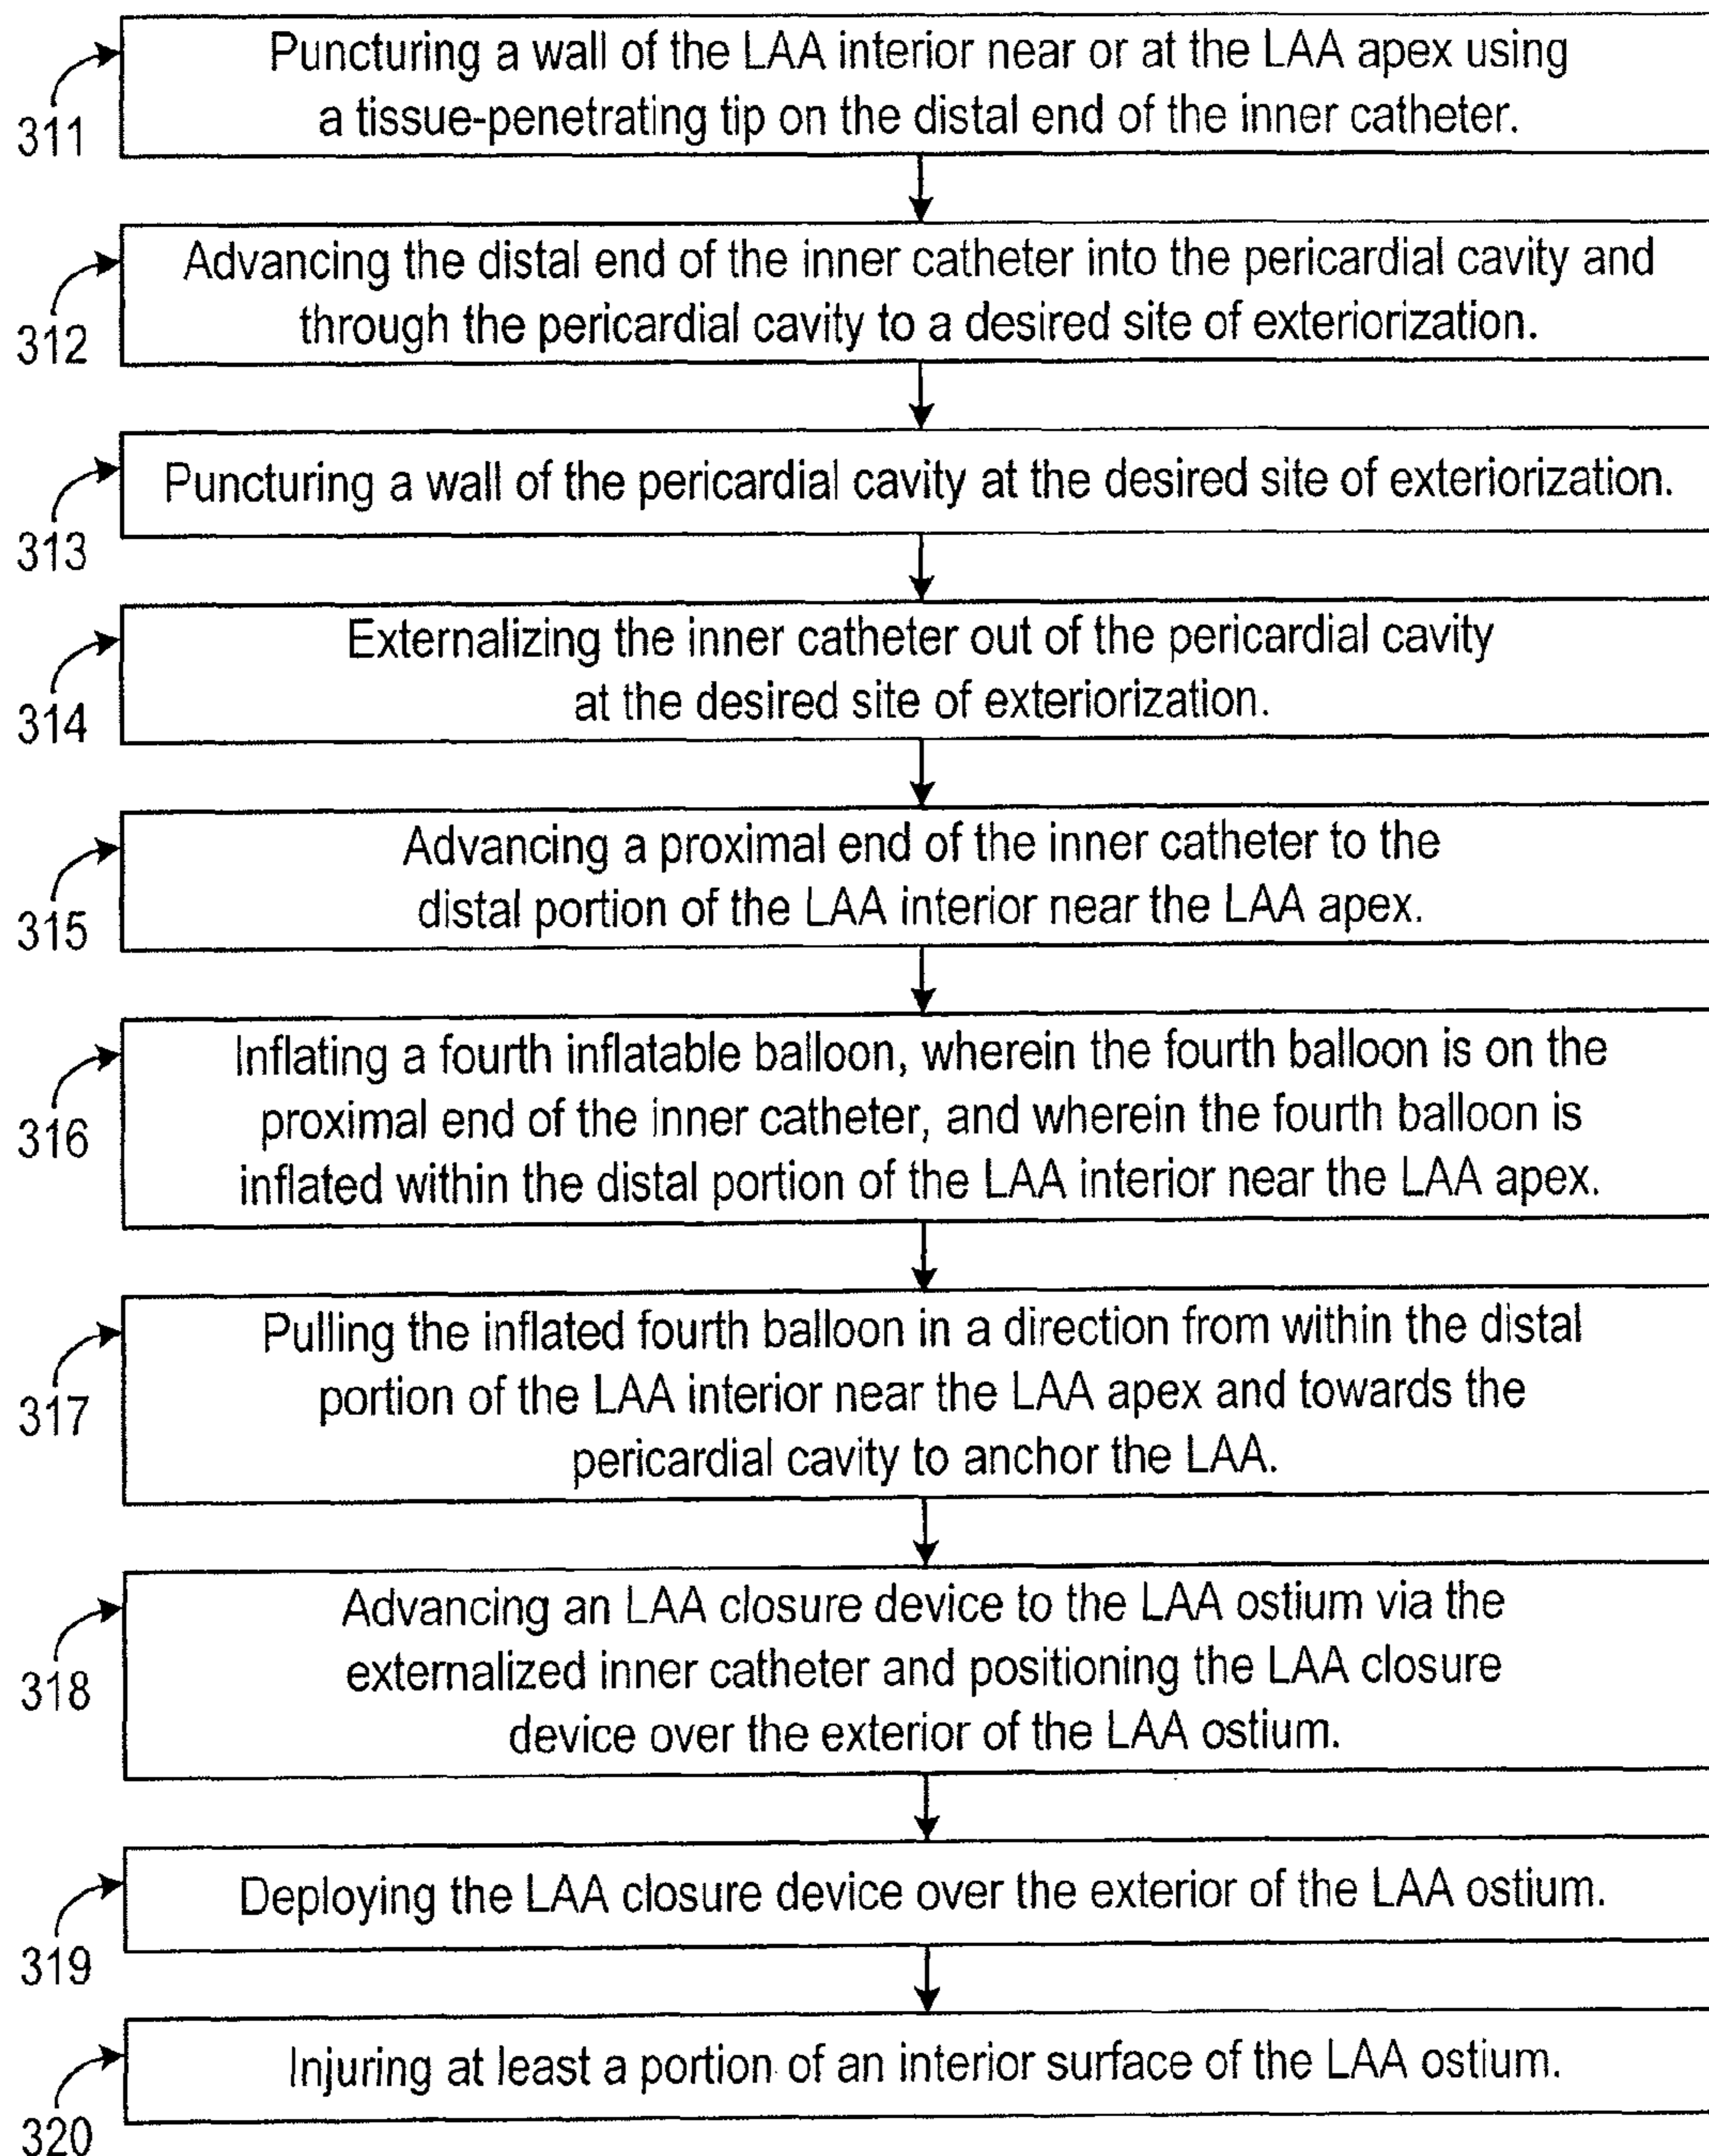 Puncturing a wall of the LAA interior near or at the LAA apex using
a tissue-penetrating tip on the distal end of the inner catheter.
311
Advancing the distal end of the inner catheter into the pericardial cavity and
through the pericardial cavity to a desired site of exteriorization.
312
Puncturing a wall of the pericardial cavity at the desired site of exteriorization.
313
Externalizing the inner catheter out of the pericardial cavity
at the desired site of exteriorization.
314
Advancing a proximal end of the inner catheter to the
distal portion of the LAA interior near the LAA apex.
315
Inflating a fourth inflatable balloon, wherein the fourth balloon is on the
proximal end of the inner catheter, and wherein the fourth balloon is
inflated within the distal portion of the LAA interior near the LAA apex.
316
Pulling the inflated fourth balloon in a direction from within the distal
portion of the LAA interior near the LAA apex and towards the
pericardial cavity to anchor the LAA.
317
Advancing an LAA closure device to the LAA ostium via the
externalized inner catheter and positioning the LAA closure
device over the exterior of the LAA ostium.
318
Deploying the LAA closure device over the exterior of the LAA ostium.
319
Injuring at least a portion of an interior surface of the LAA ostium.
320